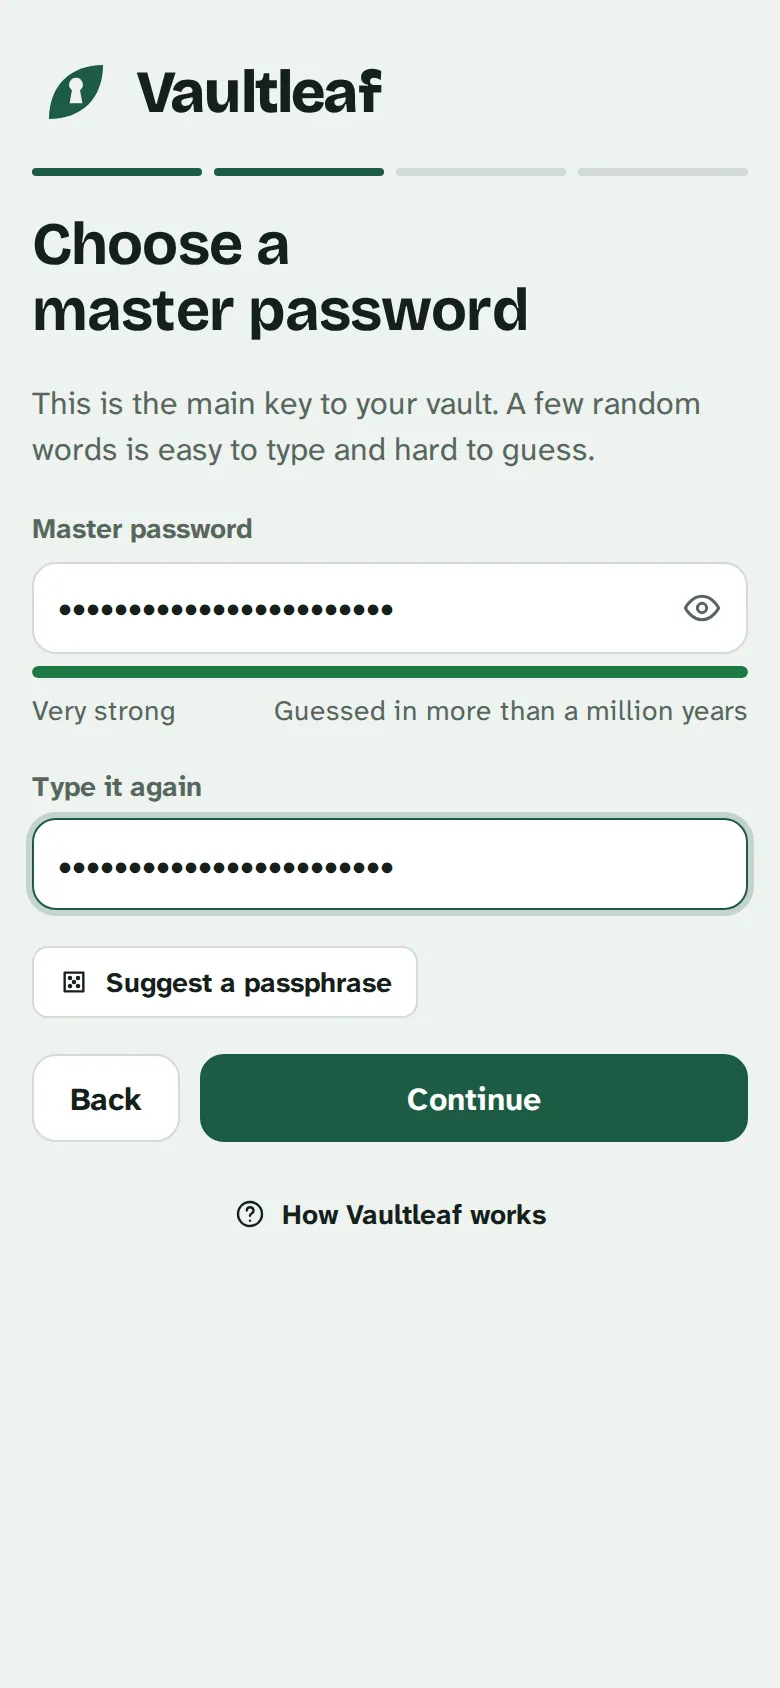 Vaultleaf
Choose a
master password
This is the main key to your vault. A few random
words is easy to type and hard to guess.
Master password
••••••••••••••••••••••••
Very strong
Guessed in more than a million years
Type it again
••••••••••••••••••••••••
Suggest a passphrase
Back
Continue
How Vaultleaf works